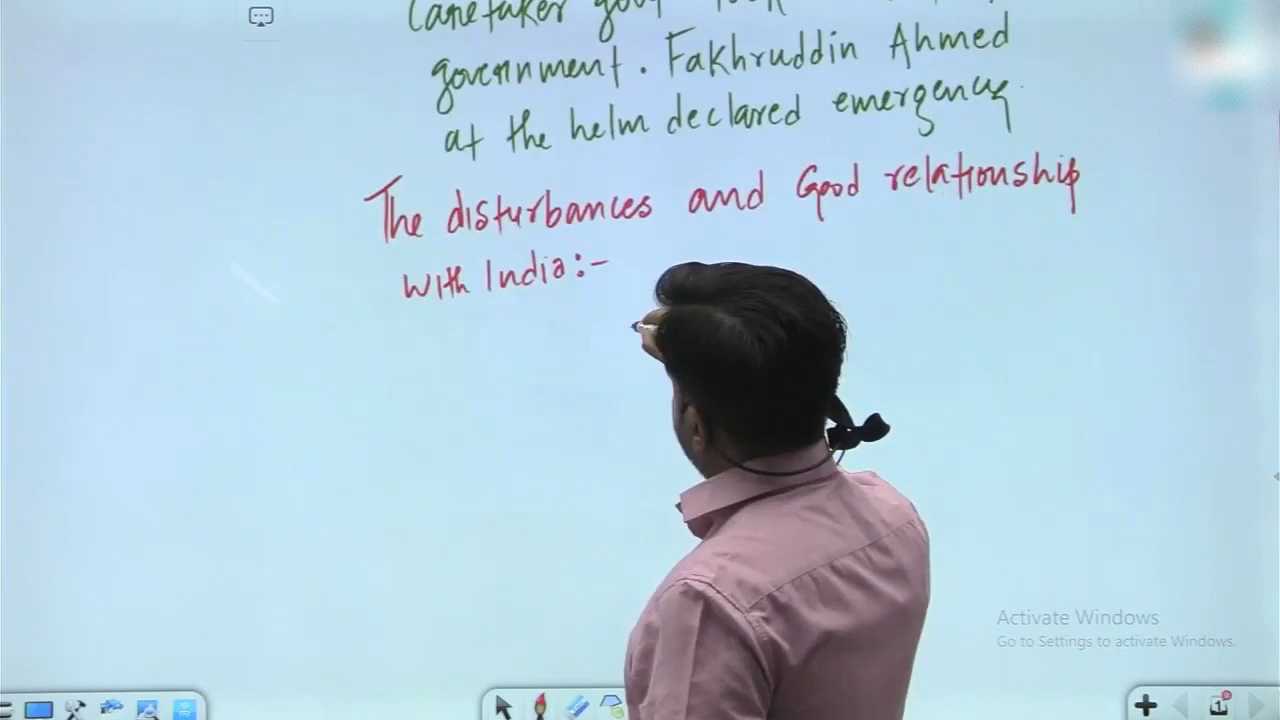 Caretaker govt
government. Fakhruddin Ahmed
at the helm declared emergency.
The disturbances and Good relationship
with India:-
Activate Windows
Go to Settings to activate Windows.
1